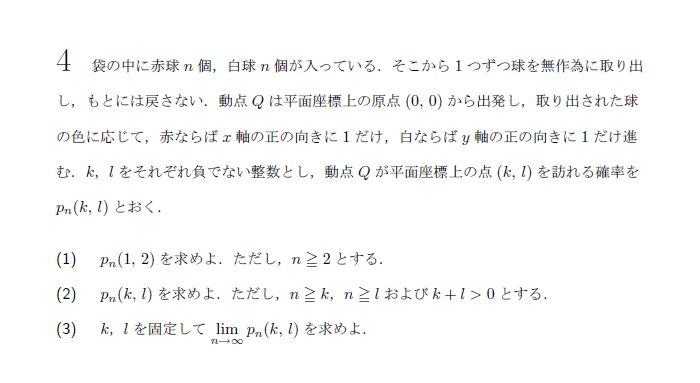 4 袋の中に赤球 n 個，白球 n 個が入っている．そこから 1 つずつ球を無作為に取り出
し，もとには戻さない．動点 Q は平面座標上の原点 (0, 0) から出発し，取り出された球
の色に応じて，赤ならば x 軸の正の向きに 1 だけ，白ならば y 軸の正の向きに 1 だけ進
む．k，l をそれぞれ負でない整数とし，動点 Q が平面座標上の点 (k, l) を訪れる確率を
pₙ(k, l) とおく．
(1) pₙ(1, 2) を求めよ．ただし，n ≧ 2 とする．
(2) pₙ(k, l) を求めよ．ただし，n ≧ k，n ≧ l および k + l > 0 とする．
(3) k，l を固定して lim_{n→∞} pₙ(k, l) を求めよ．